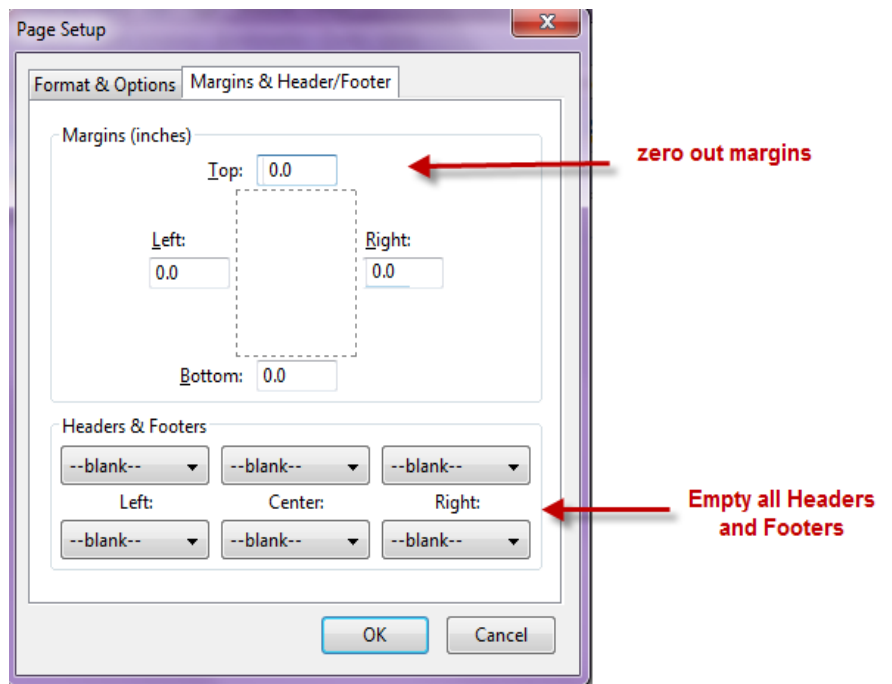 Page Setup
x
Format & Options Margins & Header/Footer
Margins (inches)
Top: 0.0
zero out margins
Left: Right:
0.0 0.0
Bottom: 0.0
Headers & Footers
--blank-- --blank-- --blank--
Left: Center: Right:
--blank-- --blank-- --blank--
Empty all Headers
and Footers
OK Cancel